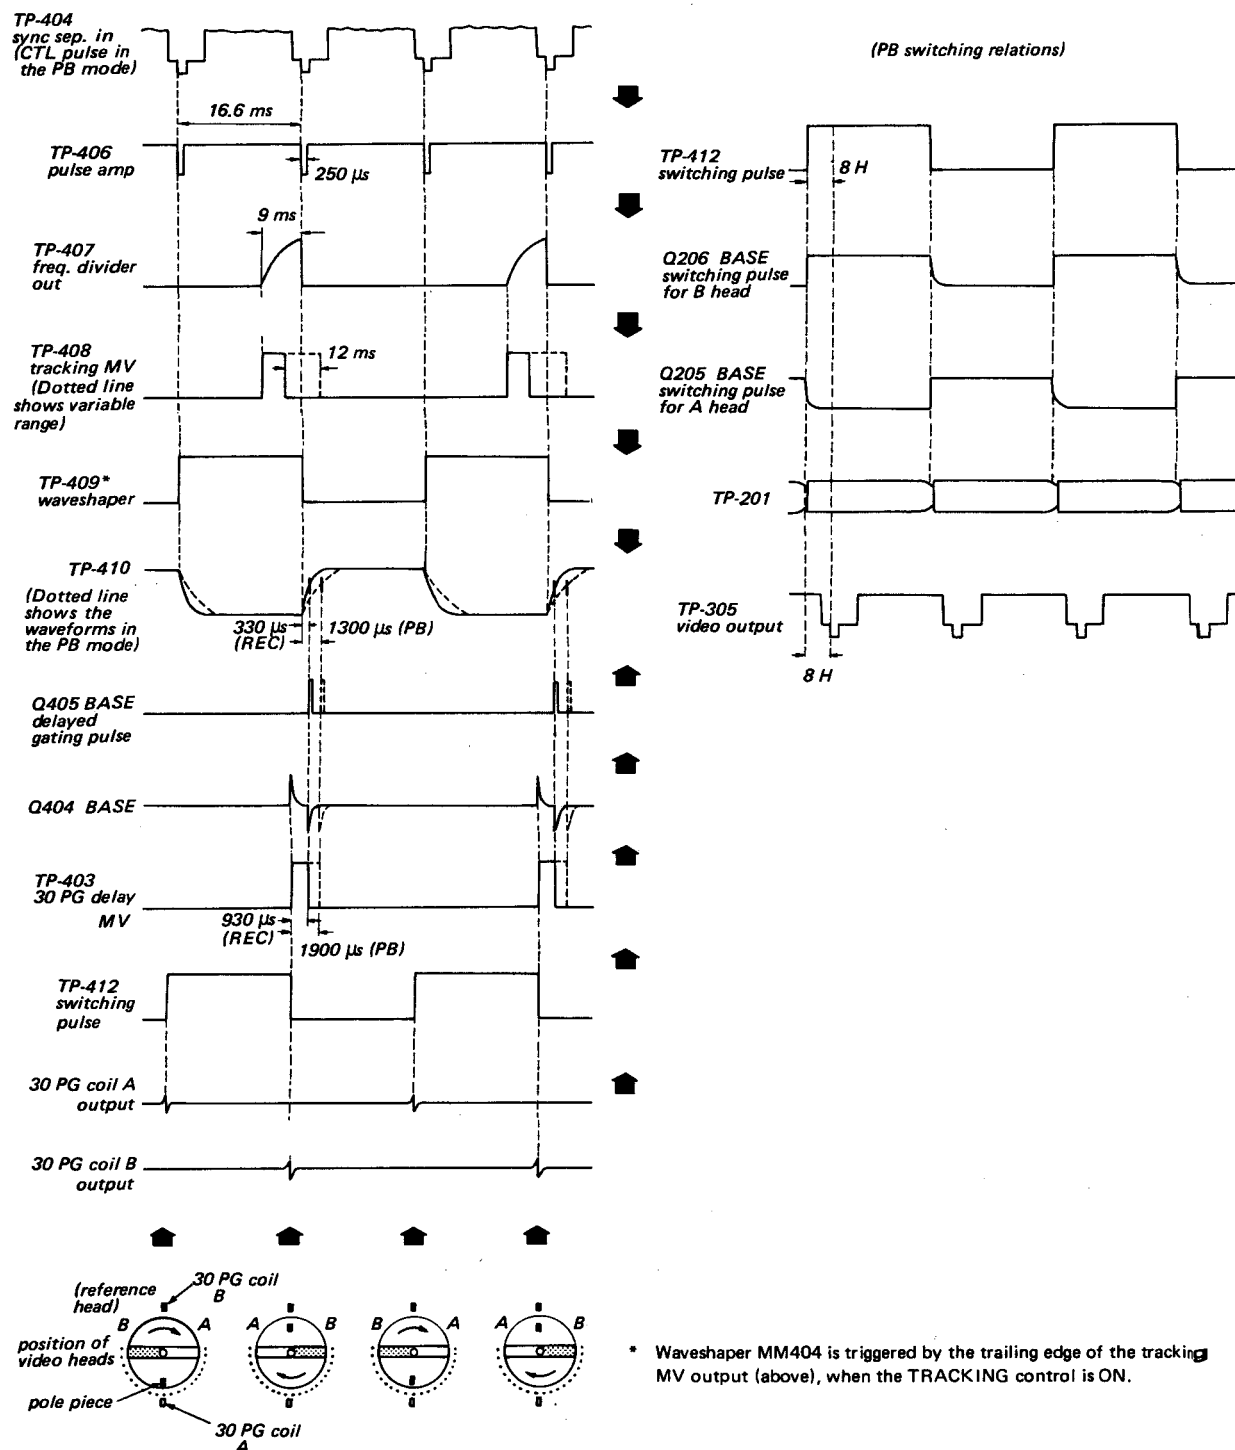 TP-404
sync sep. in
(CTL pulse in
the PB mode)
16.6 ms
TP-406
pulse amp
250 µs
9 ms
TP-407
freq. divider
out
TP-408
tracking MV
(Dotted line
shows variable
range)
12 ms
TP-409*
waveshaper
TP-410
(Dotted line
shows the
waveforms in
the PB mode)
330 µs
(REC)
1300 µs (PB)
Q405 BASE
delayed
gating pulse
Q404 BASE
TP-403
30 PG delay
MV
930 µs
(REC)
1900 µs (PB)
TP-412
switching
pulse
30 PG coil A
output
30 PG coil B
output
(reference
head)
30 PG coil
B
B A
A B
B A
A B
position of
video heads
pole piece
30 PG coil
A
(PB switching relations)
TP-412
switching pulse
8 H
Q206 BASE
switching pulse
for B head
Q205 BASE
switching pulse
for A head
TP-201
TP-305
video output
8 H
* Waveshaper MM404 is triggered by the trailing edge of the tracking
MV output (above), when the TRACKING control is ON.